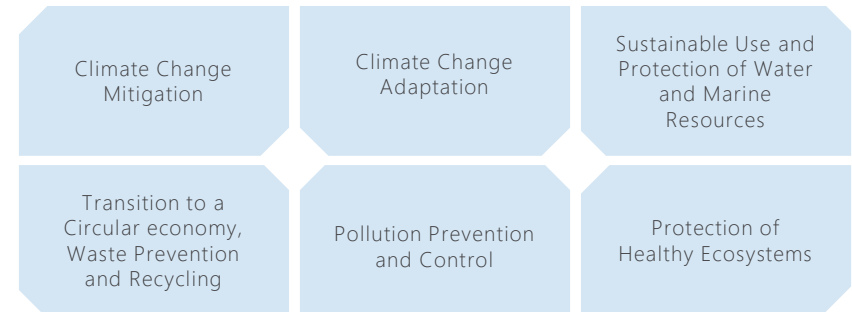 Climate Change
Mitigation
Climate Change
Adaptation
Sustainable Use and
Protection of Water
and Marine
Resources
Transition to a
Circular economy,
Waste Prevention
and Recycling
Pollution Prevention
and Control
Protection of
Healthy Ecosystems